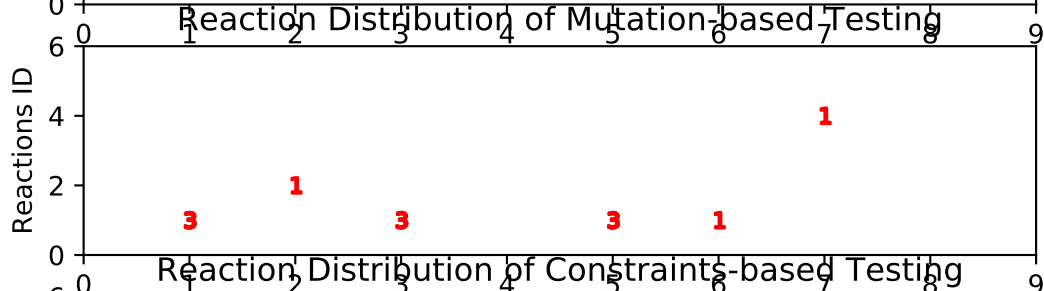 0
Reaction Distribution of Mutation-based Testing
0 1 2 3 4 5 6 7 8 9
6
4 1
Reactions ID
2 1
3 3 3 1
0
Reaction Distribution of Constraints-based Testing
0 1 2 3 4 5 6 7 8 9
6